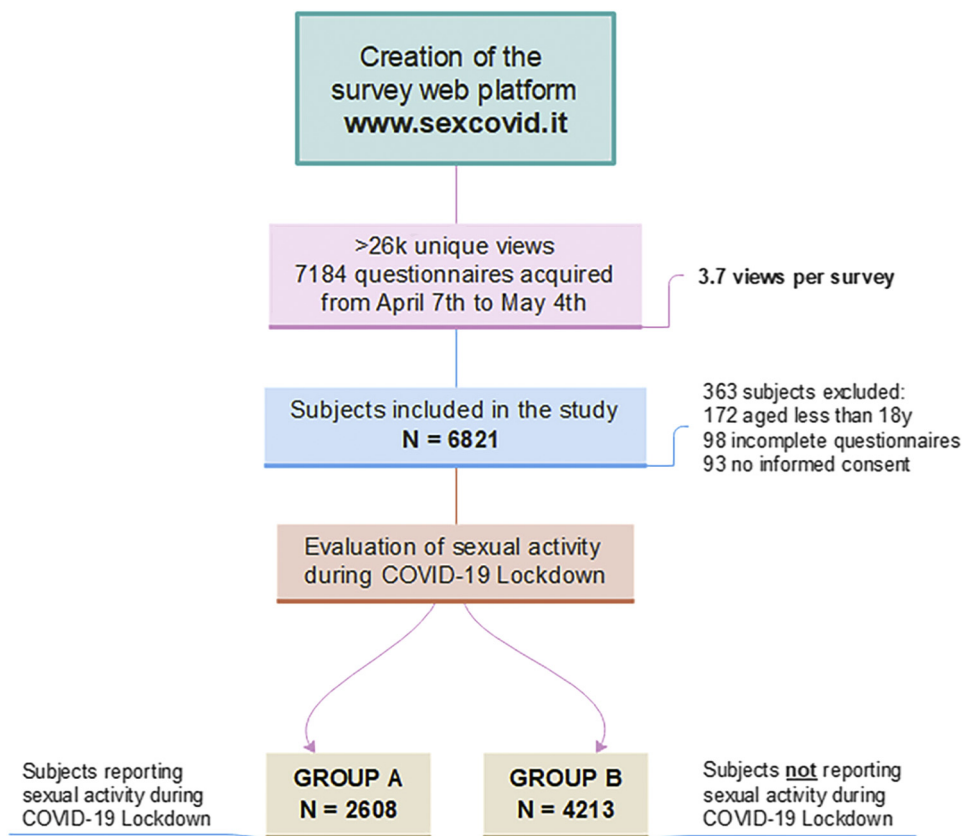 Creation of the
survey web platform
www.sexcovid.it
>26k unique views
7184 questionnaires acquired
from April 7th to May 4th
3.7 views per survey
Subjects included in the study
N = 6821
363 subjects excluded:
172 aged less than 18y
98 incomplete questionnaires
93 no informed consent
Evaluation of sexual activity
during COVID-19 Lockdown
Subjects reporting
sexual activity during
COVID-19 Lockdown
GROUP A
N = 2608
GROUP B
N = 4213
Subjects not reporting
sexual activity during
COVID-19 Lockdown